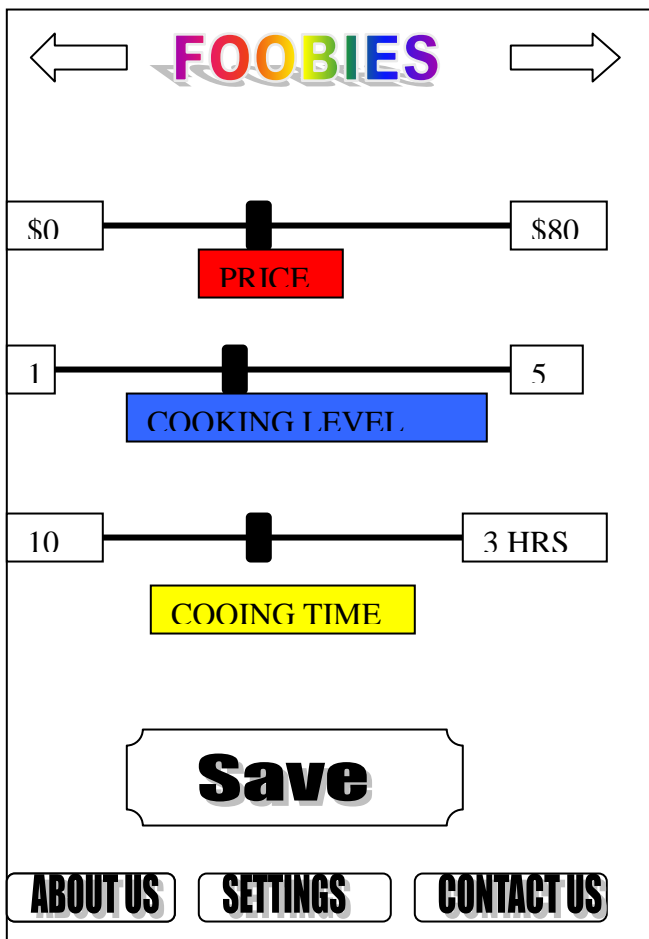 FOOBIES
$0 $80
PRICE
1 5
COOKING LEVEL
10 3 HRS
COOING TIME
Save
ABOUT US SETTINGS CONTACT US